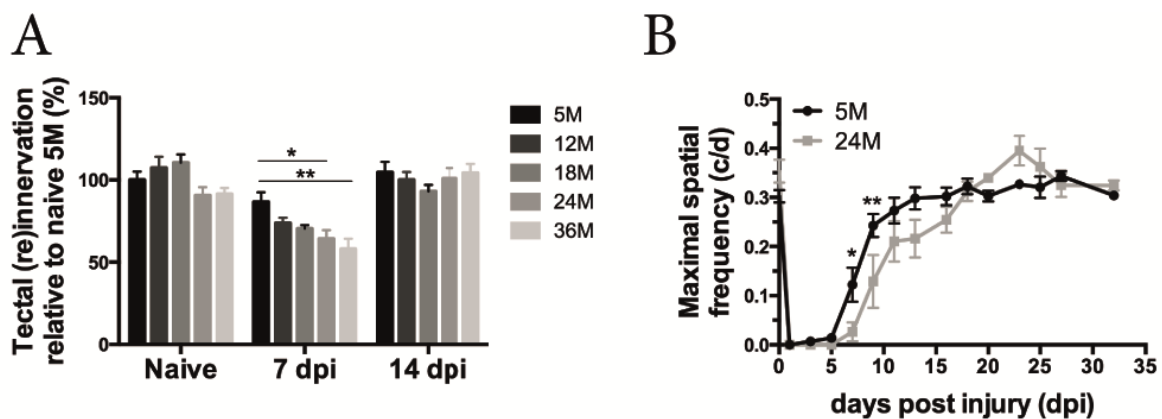 A
Tectal (re)innervation
relative to naive 5M (%)
150
100
50
0
*
**
Naive
7 dpi
14 dpi
5M
12M
18M
24M
36M
B
Maximal spatial
frequency (c/d)
0.5
0.4
0.3
0.3
0.1
0.0
5M
24M
*
**
0 5 10 15 20 25 30 35
days post injury (dpi)